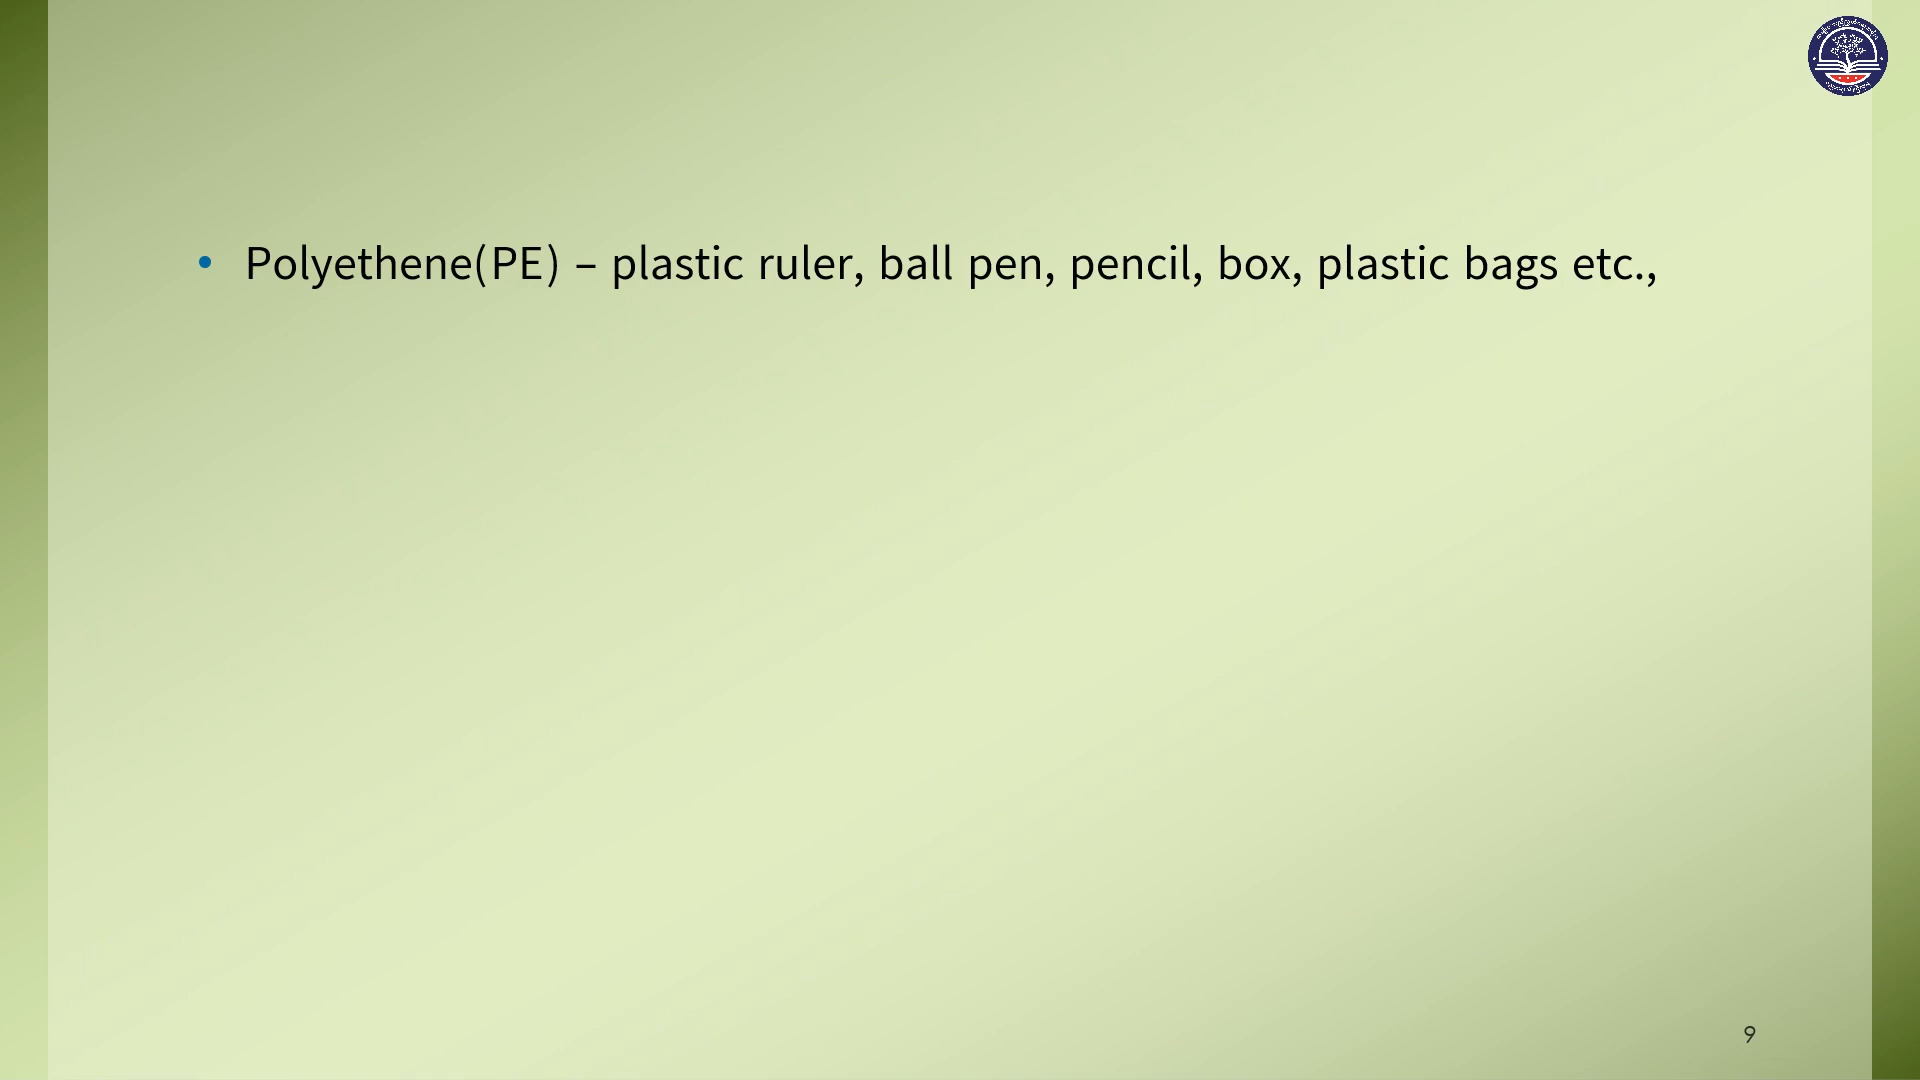 • Polyethene(PE) – plastic ruler, ball pen, pencil, box, plastic bags etc.,
9